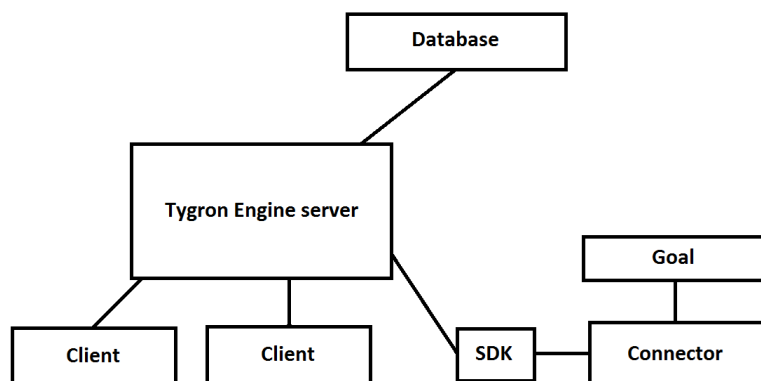 Database
Tygron Engine server
Goal
Client
Client
SDK
Connector